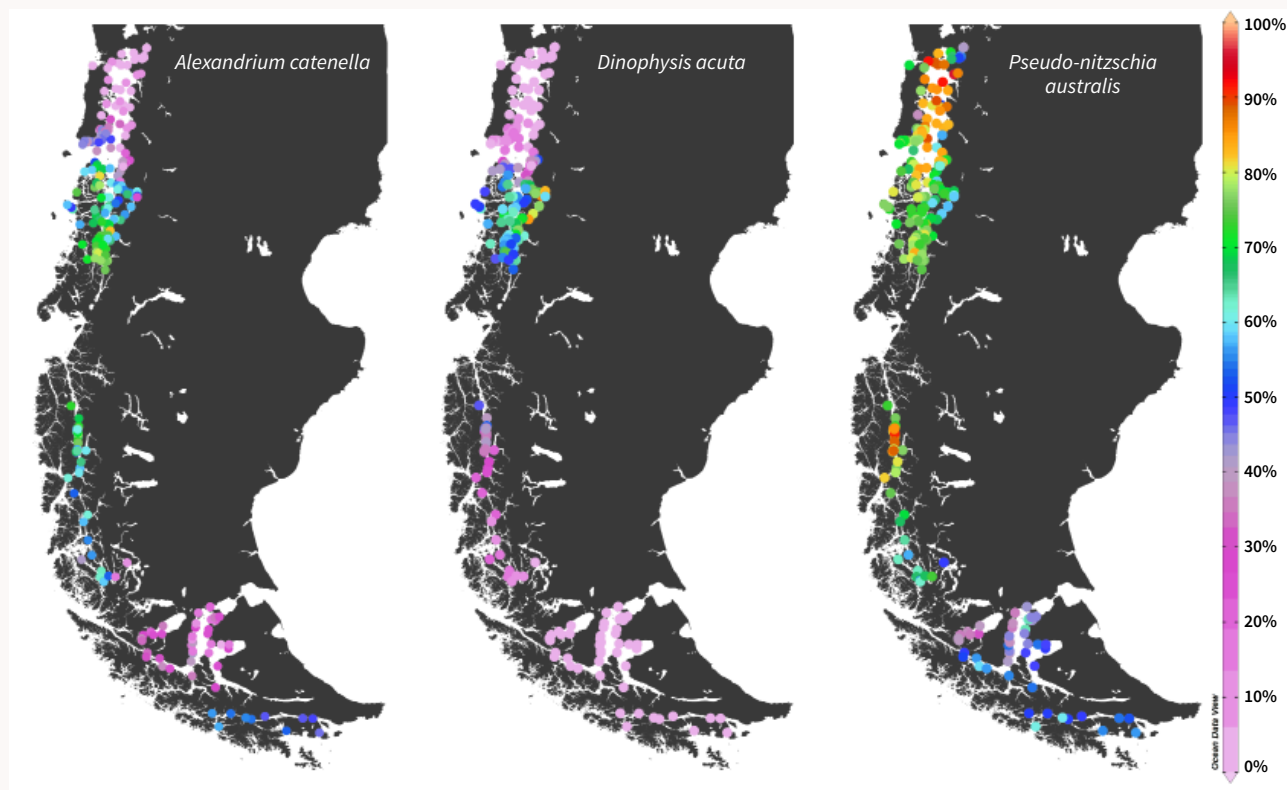 Alexandrium catenella
Dinophysis acuta
Pseudo-nitzschia
australis
100%
90%
80%
70%
60%
50%
40%
30%
20%
10%
0%
Ocean Data View